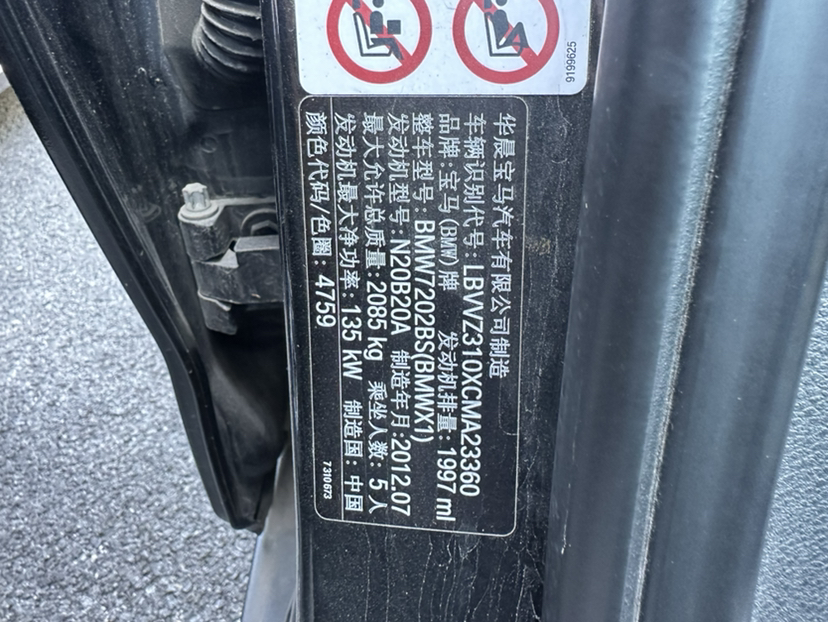 9199625
华晨宝马汽车有限公司制造
车辆识别代号: LBVVZ310XCMA23360
品牌: 宝马(BMW)牌 发动机排量: 1997 ml
整车型号: BMW7202BS(BMWX1)
发动机型号: N20B20A 制造年月: 2012.07
最大允许总质量: 2085 kg 乘坐人数: 5 人
发动机最大净功率: 135 kW 制造国: 中国
颜色代码/色圈: 4759
7310673